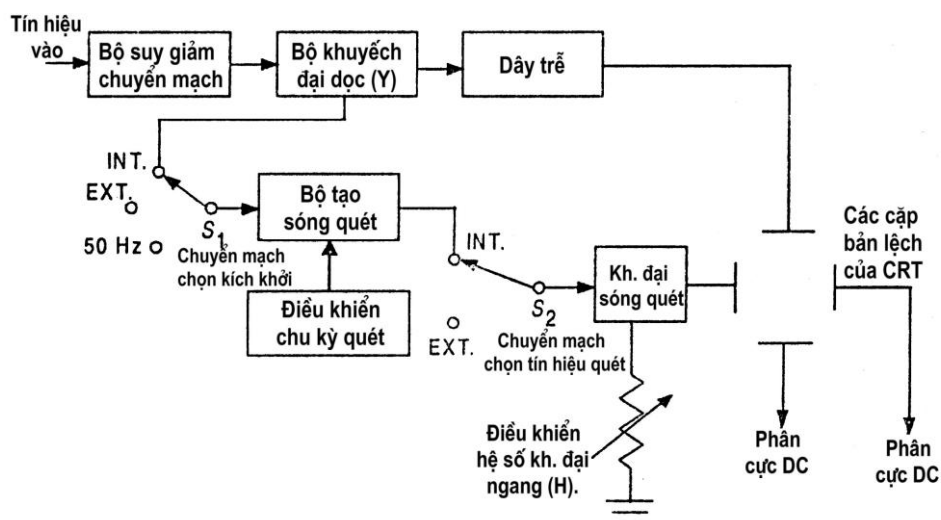 Tín hiệu
vào
Bộ suy giảm
chuyển mạch
Bộ khuyếch
đại dọc (Y)
Dây trễ
INT.
EXT.
50 Hz
S1
Chuyển mạch
chọn kích khởi
Bộ tạo
sóng quét
Điều khiển
chu kỳ quét
INT.
EXT.
S2
Chuyển mạch
chọn tín hiệu quét
Kh. đại
sóng quét
Các cặp
bản lệch
của CRT
Điều khiển
hệ số kh. đại
ngang (H).
Phân
cực DC
Phân
cực DC